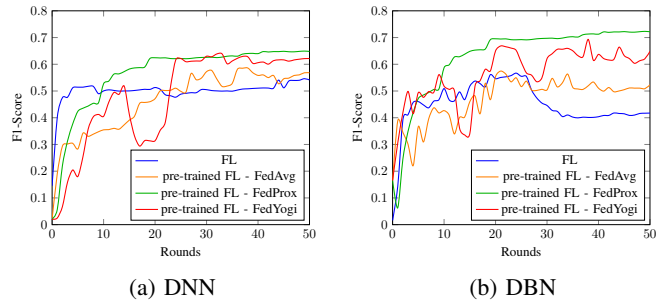 0.8
0.7
0.6
0.5
0.4
0.3
0.2
0.1
0
F1-Score
0 10 20 30 40 50
Rounds
FL
pre-trained FL - FedAvg
pre-trained FL - FedProx
pre-trained FL - FedYogi
(a) DNN
0.8
0.7
0.6
0.5
0.4
0.3
0.2
0.1
0
F1-Score
0 10 20 30 40 50
Rounds
FL
pre-trained FL - FedAvg
pre-trained FL - FedProx
pre-trained FL - FedYogi
(b) DBN